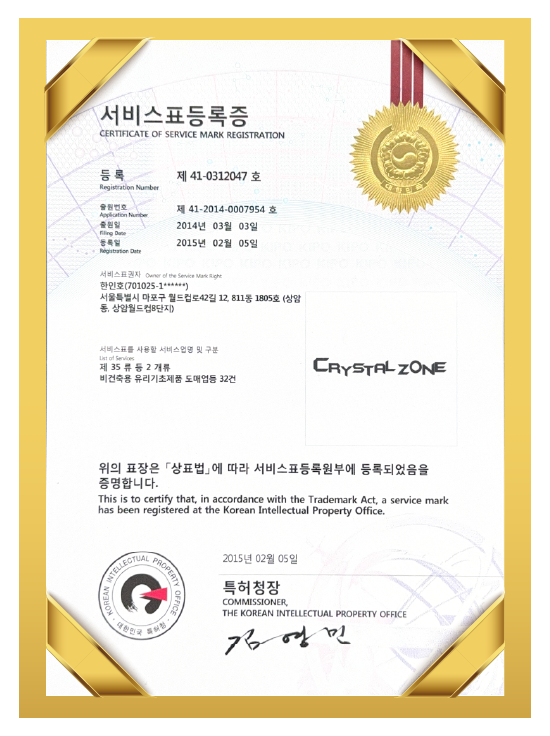 서비스표등록증
CERTIFICATE OF SERVICE MARK REGISTRATION
등 록 제 41-0312047 호
Registration Number
출원번호 제 41-2014-0007954 호
Application Number
출원일 2014년 03월 03일
Filing Date
등록일 2015년 02월 05일
Registration Date
서비스표권자 Owner of the Service Mark Right
한인호(701025-1******)
서울특별시 마포구 월드컵로42길 12, 811동 1805호 (상암
동, 상암월드컵8단지)
서비스표를 사용할 서비스업명 및 구분
List of Services
제 35 류 등 2 개류
비건축용 유리기초제품 도매업등 32건
CRYSTAL ZONE
위의 표장은 「상표법」에 따라 서비스표등록원부에 등록되었음을
증명합니다.
This is to certify that, in accordance with the Trademark Act, a service mark
has been registered at the Korean Intellectual Property Office.
2015년 02월 05일
특허청장
COMMISSIONER,
THE KOREAN INTELLECTUAL PROPERTY OFFICE
김영민
KOREAN INTELLECTUAL PROPERTY OFFICE
대한민국 특허청
대한민국